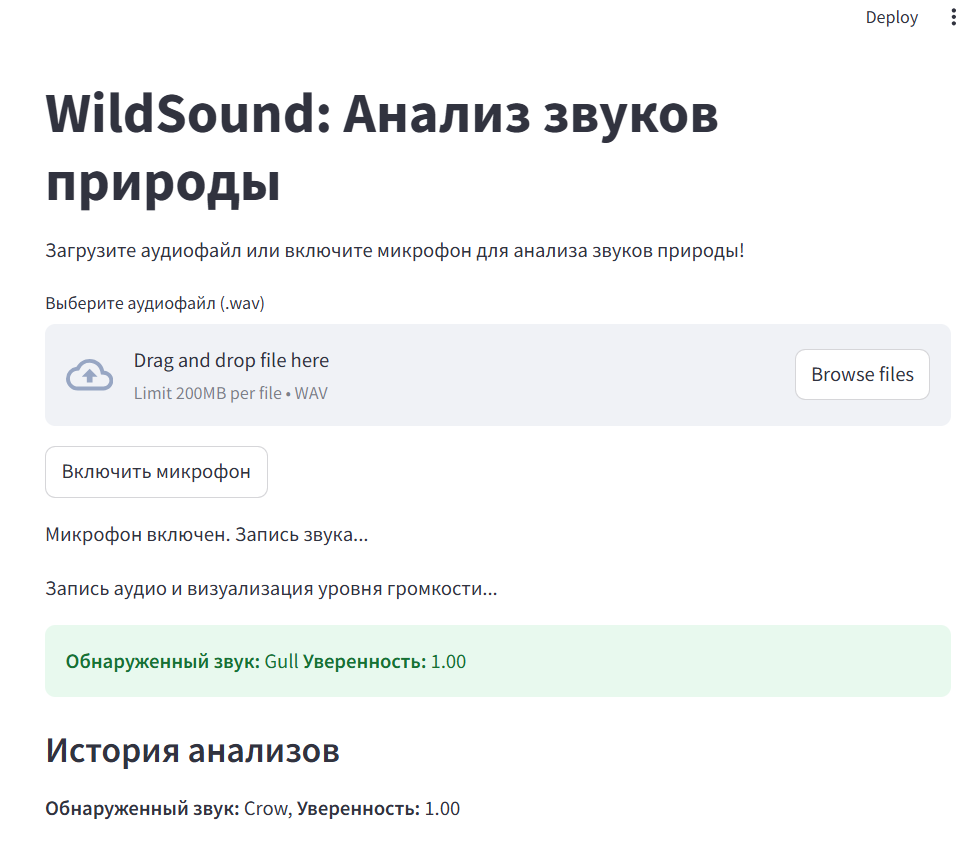 Deploy
WildSound: Анализ звуков
природы
Загрузите аудиофайл или включите микрофон для анализа звуков природы!
Выберите аудиофайл (.wav)
Drag and drop file here
Limit 200MB per file • WAV
Browse files
Включить микрофон
Микрофон включен. Запись звука...
Запись аудио и визуализация уровня громкости...
Обнаруженный звук: Gull Уверенность: 1.00
История анализов
Обнаруженный звук: Crow, Уверенность: 1.00